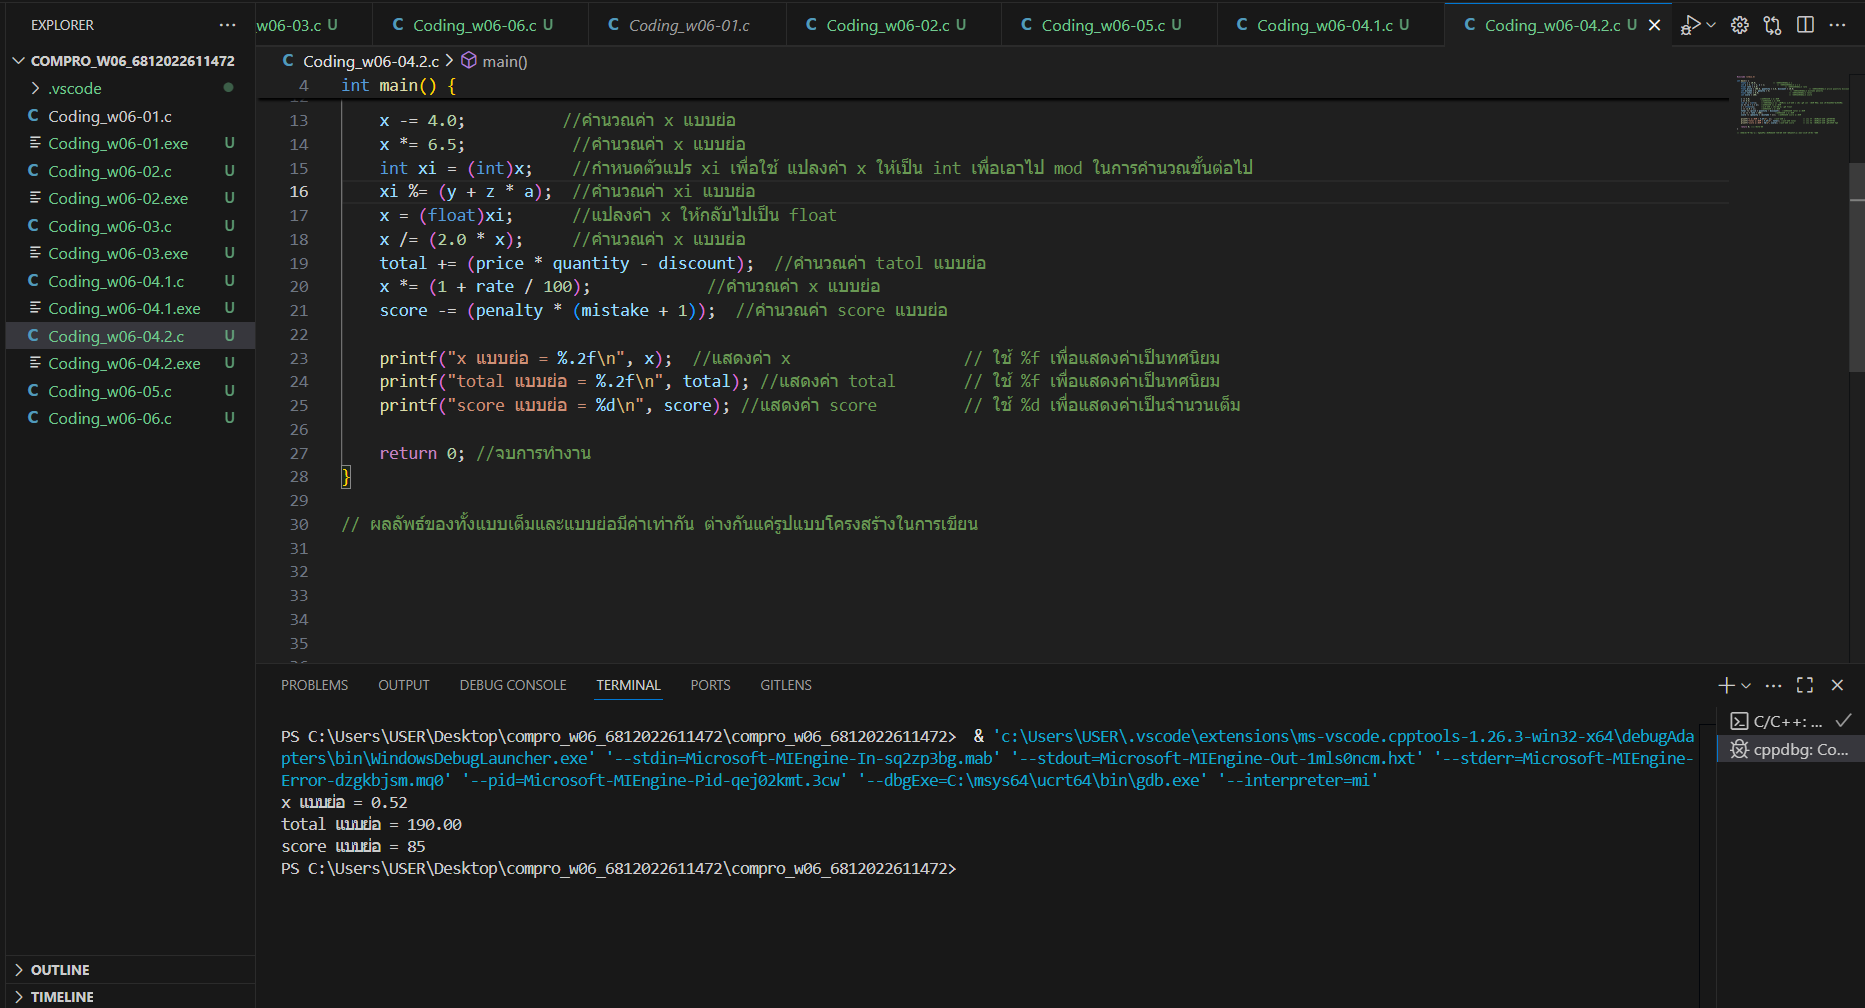 EXPLORER
COMPRO_W06_6812022611472
.vscode
Coding_w06-01.c
Coding_w06-01.exe U
Coding_w06-02.c U
Coding_w06-02.exe U
Coding_w06-03.c U
Coding_w06-03.exe U
Coding_w06-04.1.c U
Coding_w06-04.1.exe U
Coding_w06-04.2.c U
Coding_w06-04.2.exe U
Coding_w06-05.c U
Coding_w06-06.c U
OUTLINE
TIMELINE
w06-03.c U C Coding_w06-06.c U C Coding_w06-01.c C Coding_w06-02.c U C Coding_w06-05.c U C Coding_w06-04.1.c U C Coding_w06-04.2.c U
C Coding_w06-04.2.c > main()
4 int main() {
13 x -= 4.0; //คำนวณค่า x แบบย่อ
14 x *= 6.5; //คำนวณค่า x แบบย่อ
15 int xi = (int)x; //กำหนดตัวแปร xi เพื่อใช้ แปลงค่า x ให้เป็น int เพื่อเอาไป mod ในการคำนวณขั้นต่อไป
16 xi %= (y + z * a); //คำนวณค่า xi แบบย่อ
17 x = (float)xi; //แปลงค่า x ให้กลับไปเป็น float
18 x /= (2.0 * x); //คำนวณค่า x แบบย่อ
19 total += (price * quantity - discount); //คำนวณค่า tatol แบบย่อ
20 x *= (1 + rate / 100); //คำนวณค่า x แบบย่อ
21 score -= (penalty * (mistake + 1)); //คำนวณค่า score แบบย่อ
22
23 printf("x แบบย่อ = %.2f\n", x); //แสดงค่า x // ใช้ %f เพื่อแสดงค่าเป็นทศนิยม
24 printf("total แบบย่อ = %.2f\n", total); //แสดงค่า total // ใช้ %f เพื่อแสดงค่าเป็นทศนิยม
25 printf("score แบบย่อ = %d\n", score); //แสดงค่า score // ใช้ %d เพื่อแสดงค่าเป็นจำนวนเต็ม
26
27 return 0; //จบการทำงาน
28 }
29
30 // ผลลัพธ์ของทั้งแบบเต็มและแบบย่อมีค่าเท่ากัน ต่างกันแค่รูปแบบโครงสร้างในการเขียน
31
32
33
34
35
PROBLEMS OUTPUT DEBUG CONSOLE TERMINAL PORTS GITLENS
PS C:\Users\USER\Desktop\compro_w06_6812022611472\compro_w06_6812022611472> & 'c:\Users\USER\.vscode\extensions\ms-vscode.cpptools-1.26.3-win32-x64\debugAda
pters\bin\WindowsDebugLauncher.exe' '--stdin=Microsoft-MIEngine-In-sq2zp3bg.mab' '--stdout=Microsoft-MIEngine-Out-1mls0ncm.hxt' '--stderr=Microsoft-MIEngine-
Error-dzgkbjsm.mq0' '--pid=Microsoft-MIEngine-Pid-qej02kmt.3cw' '--dbgExe=C:\msys64\ucrt64\bin\gdb.exe' '--interpreter=mi'
x แบบย่อ = 0.52
total แบบย่อ = 190.00
score แบบย่อ = 85
PS C:\Users\USER\Desktop\compro_w06_6812022611472\compro_w06_6812022611472>
C/C++: ...
cppdbg: Co...